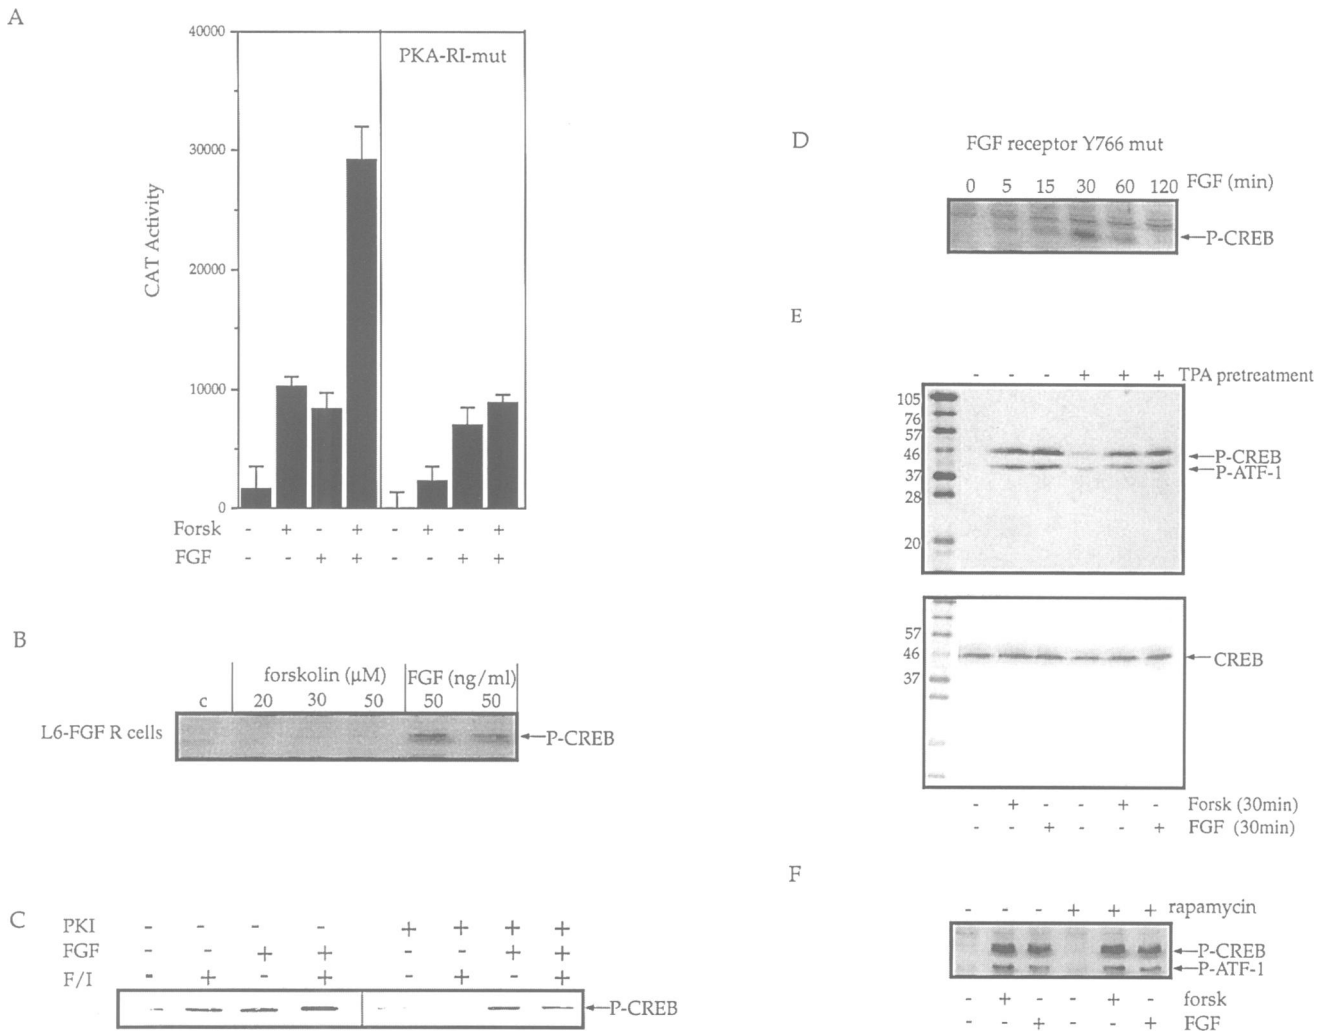 A
40000
30000
20000
10000
0
CAT Activity
PKA-RI-mut
Forsk - + - + - + - +
FGF - - + + - - + +
B
forskolin (μM) FGF (ng/ml)
c 20 30 50 50 50
L6-FGF R cells
P-CREB
C
PKI - - - - + + + +
FGF - - + + - - + +
F/I - + - + - + - +
P-CREB
D
FGF receptor Y766 mut
0 5 15 30 60 120 FGF (min)
P-CREB
E
- - - + + + TPA pretreatment
105
76
57
46
37
28
20
P-CREB
P-ATF-1
57
46
37
CREB
- + - - + - Forsk (30min)
- - + - - + FGF (30min)
F
- - - + + + rapamycin
P-CREB
P-ATF-1
- + - - + - forsk
- - + - - + FGF